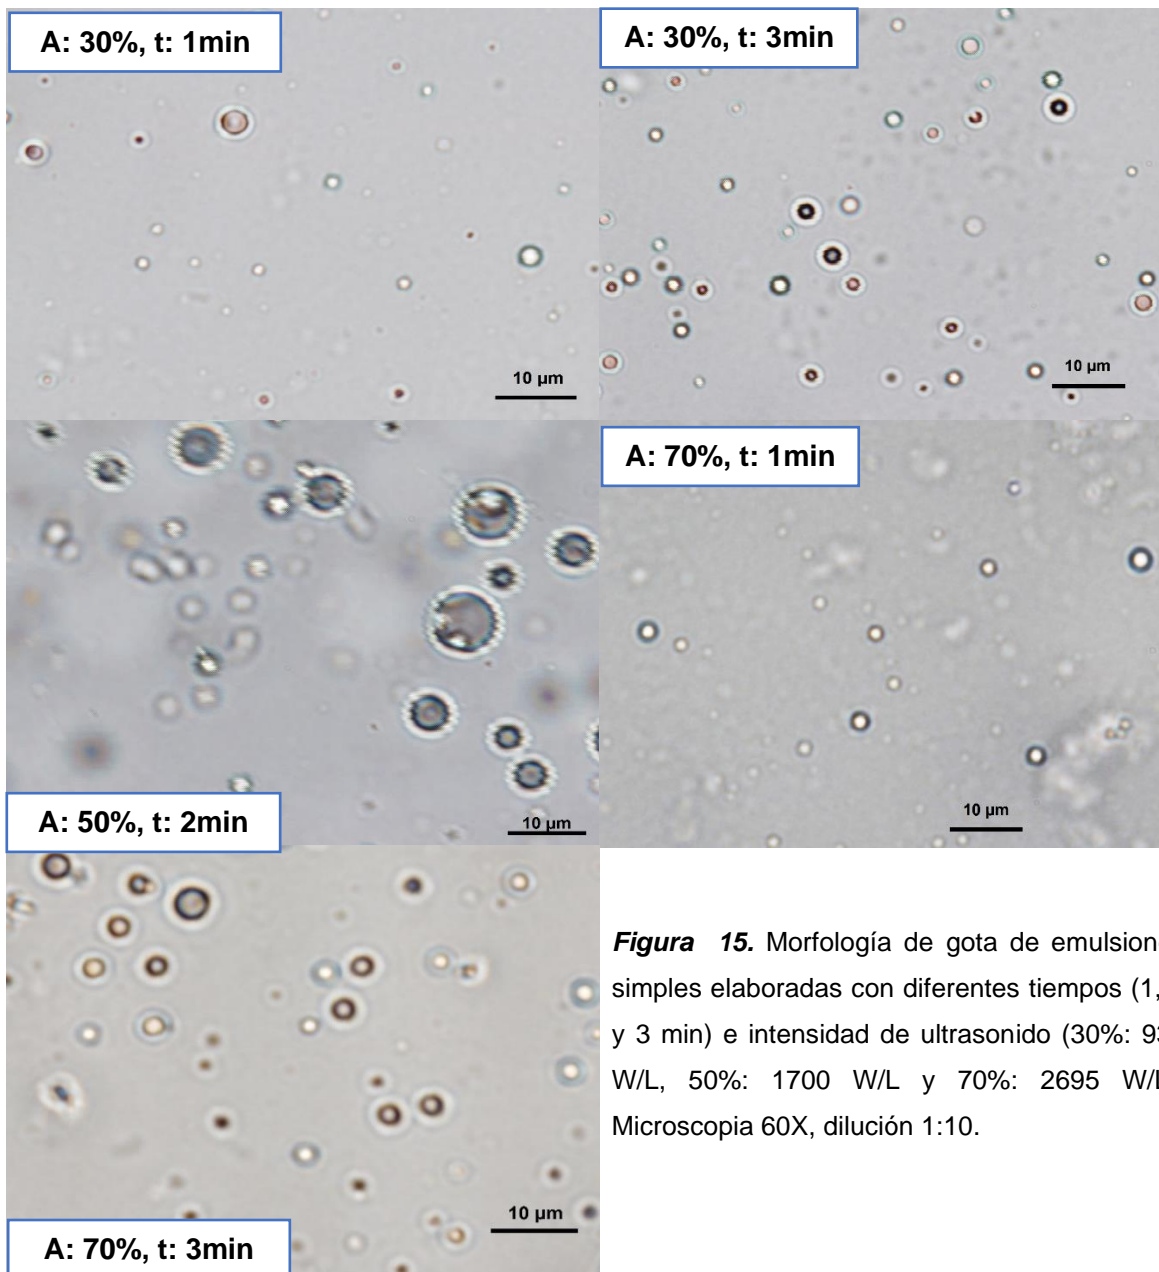 A: 30%, t: 1min
A: 30%, t: 3min
10 µm
10 µm
A: 70%, t: 1min
A: 50%, t: 2min
10 µm
10 µm
Figura 15. Morfología de gota de emulsion
simples elaboradas con diferentes tiempos (1,
y 3 min) e intensidad de ultrasonido (30%: 93
W/L, 50%: 1700 W/L y 70%: 2695 W/L
Microscopia 60X, dilución 1:10.
10 µm
A: 70%, t: 3min